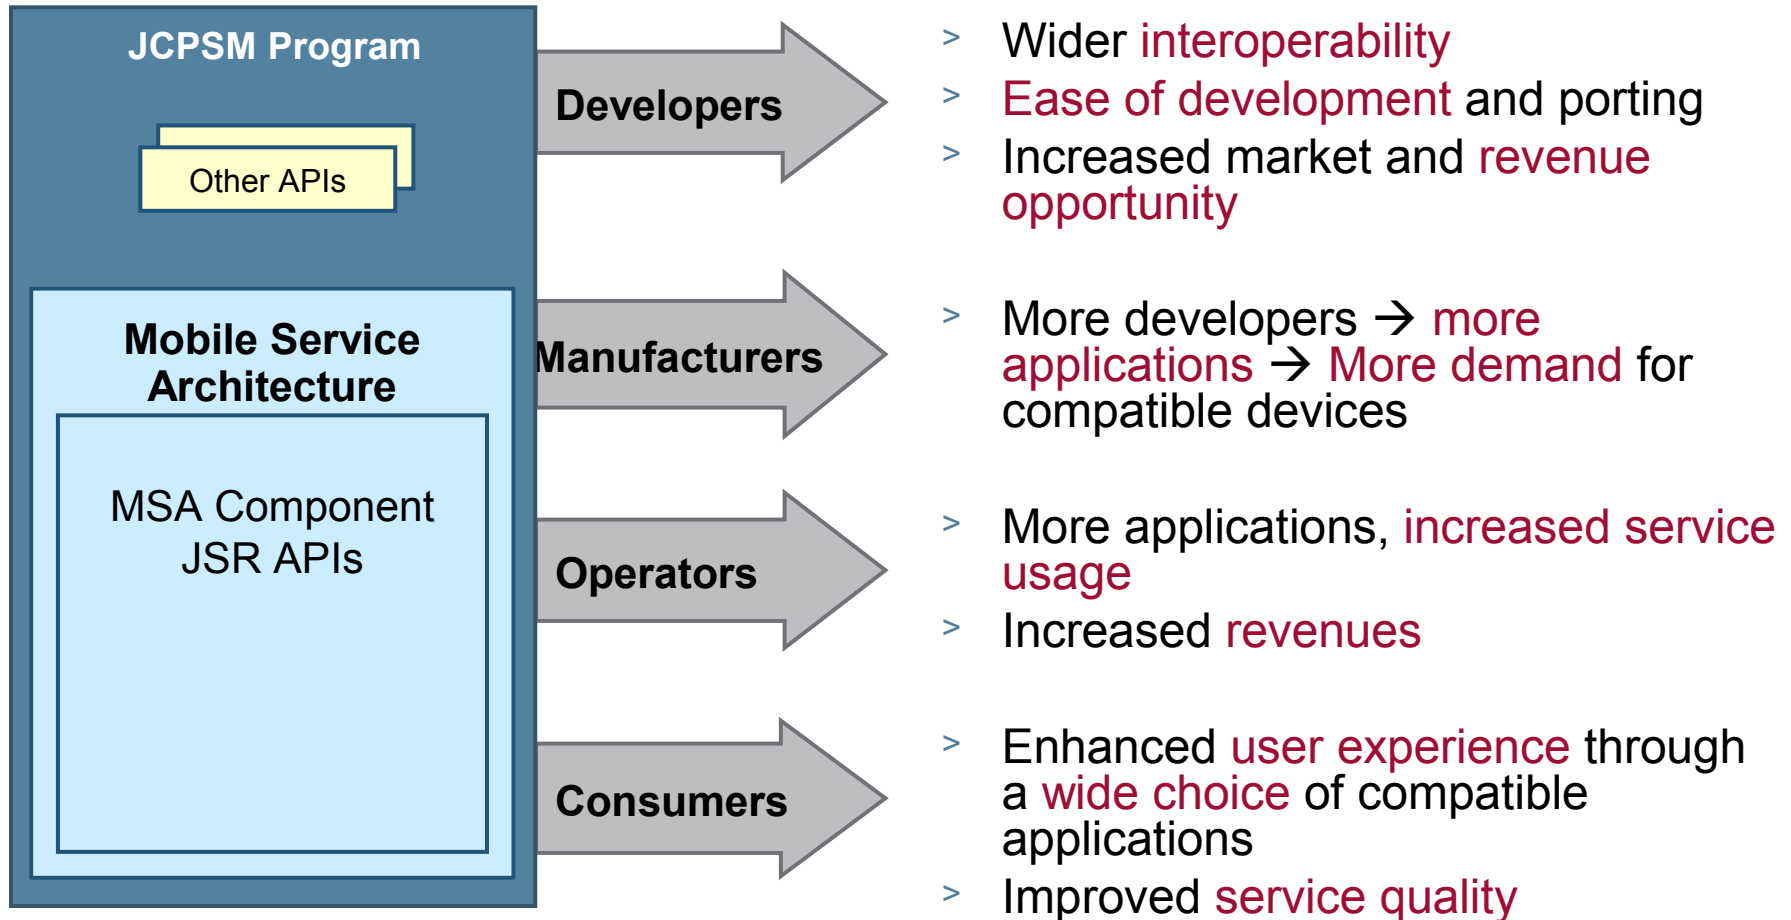 JCPSM Program
Other APIs
Mobile Service
Architecture
MSA Component
JSR APIs
Developers
> Wider interoperability
> Ease of development and porting
> Increased market and revenue
opportunity
Manufacturers
> More developers → more
applications → More demand for
compatible devices
Operators
> More applications, increased service
usage
> Increased revenues
Consumers
> Enhanced user experience through
a wide choice of compatible
applications
> Improved service quality